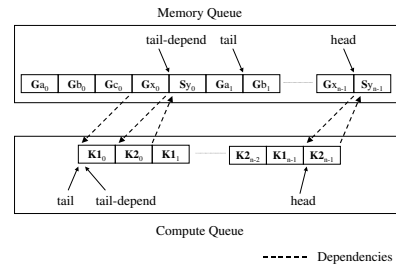 Memory Queue
tail-depend tail head
Ga0 Gb0 Gc0 Gx0 Sy0 Ga1 Gb1 Gxn-1 Syn-1
K10 K20 K11 K2n-2 K1n-1 K2n-1
tail tail-depend head
Compute Queue
Dependencies